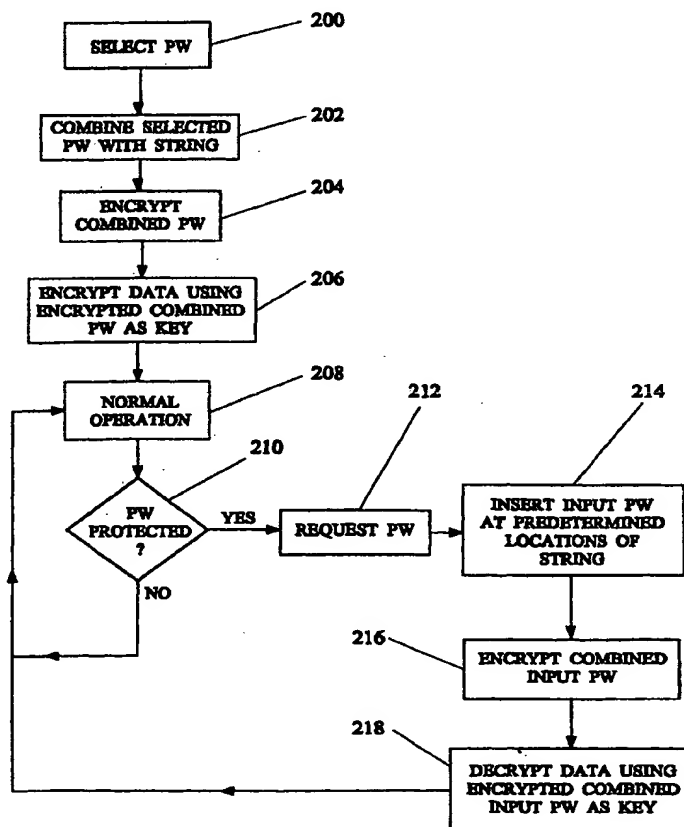 200
SELECT PW
202
COMBINE SELECTED
PW WITH STRING
204
ENCRYPT
COMBINED PW
206
ENCRYPT DATA USING
ENCRYPTED COMBINED
PW AS KEY
208
NORMAL
OPERATION
210
PW
PROTECTED
?
YES
NO
212
REQUEST PW
214
INSERT INPUT PW
AT PREDETERMINED
LOCATIONS OF
STRING
216
ENCRYPT COMBINED
INPUT PW
218
DECRYPT DATA USING
ENCRYPTED COMBINED
INPUT PW AS KEY